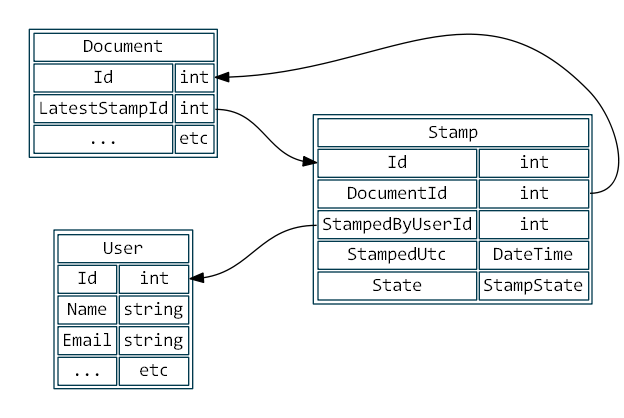 Document
Id int
LatestStampId int
... etc
Stamp
Id int
DocumentId int
StampedByUserId int
StampedUtc DateTime
State StampState
User
Id int
Name string
Email string
... etc